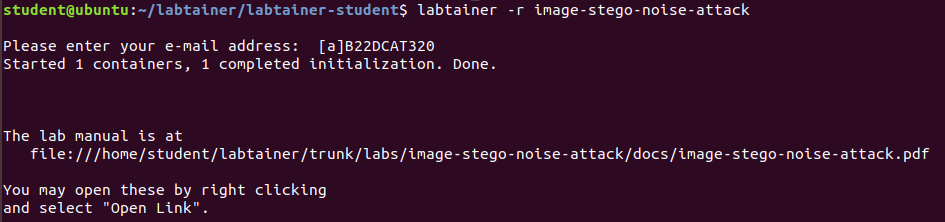 student@ubuntu:~/labtainer/labtainer-student$ labtainer -r image-stego-noise-attack
Please enter your e-mail address:  [a]B22DCAT320
Started 1 containers, 1 completed initialization. Done.
The lab manual is at
   file:///home/student/labtainer/trunk/labs/image-stego-noise-attack/docs/image-stego-noise-attack.pdf
You may open these by right clicking
and select "Open Link".